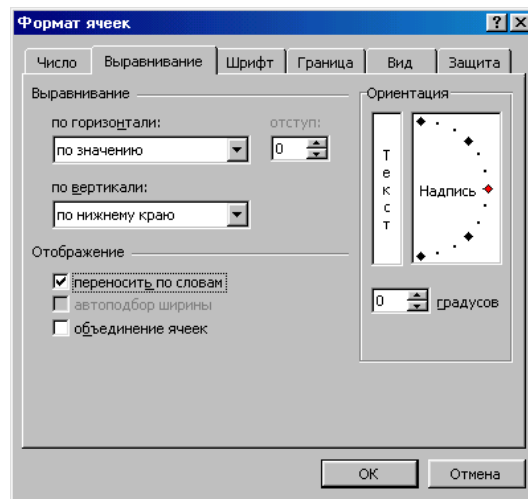 Формат ячеек
Число Выравнивание Шрифт Граница Вид Защита
Выравнивание
по горизонтали: отступ:
по значению 0
по вертикали:
по нижнему краю
Отображение
переносить по словам
автоподбор ширины
объединение ячеек
Ориентация
Текст
Надпись
0 градусов
ОК Отмена